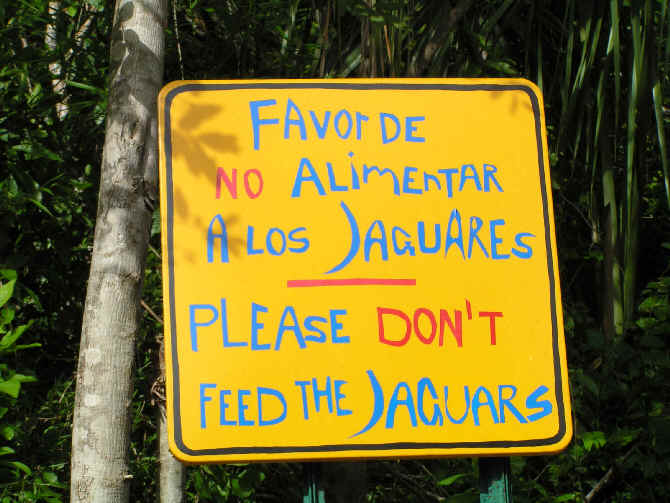 FAVOr DE
NO ALimenTAR
A LOS JAGUARES
PLEASE DON'T
FEED THE JAGUARS